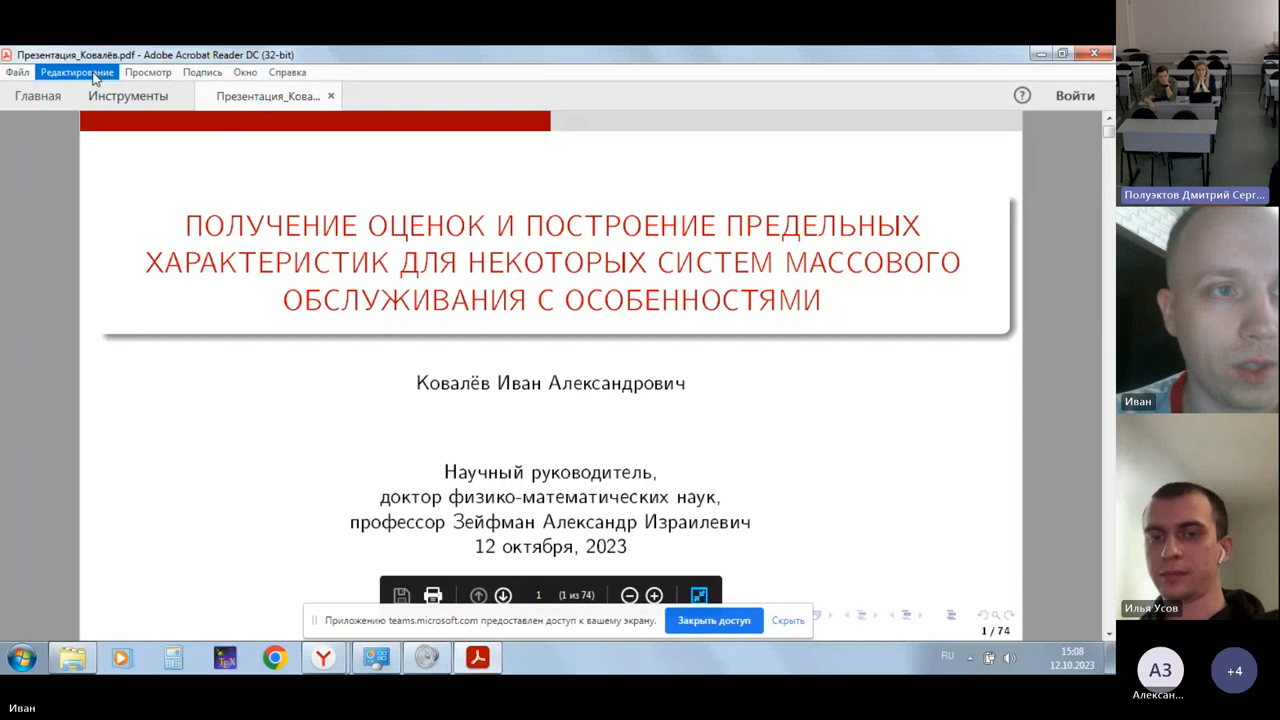 Презентация_Ковалёв.pdf - Adobe Acrobat Reader DC (32-bit)
Файл Редактирование Просмотр Подпись Окно Справка
Главная Инструменты Презентация_Кова... × ? Войти
ПОЛУЧЕНИЕ ОЦЕНОК И ПОСТРОЕНИЕ ПРЕДЕЛЬНЫХ
ХАРАКТЕРИСТИК ДЛЯ НЕКОТОРЫХ СИСТЕМ МАССОВОГО
ОБСЛУЖИВАНИЯ С ОСОБЕННОСТЯМИ
Ковалёв Иван Александрович
Научный руководитель,
доктор физико-математических наук,
профессор Зейфман Александр Израилевич
12 октября, 2023
1 (1 из 74)
Приложению teams.microsoft.com предоставлен доступ к вашему экрану. Закрыть доступ Скрыть
1 / 74
RU 15:08
12.10.2023
Иван
Полуэктов Дмитрий Серг...
Иван
Илья Усов
АЗ +4
Алексан...